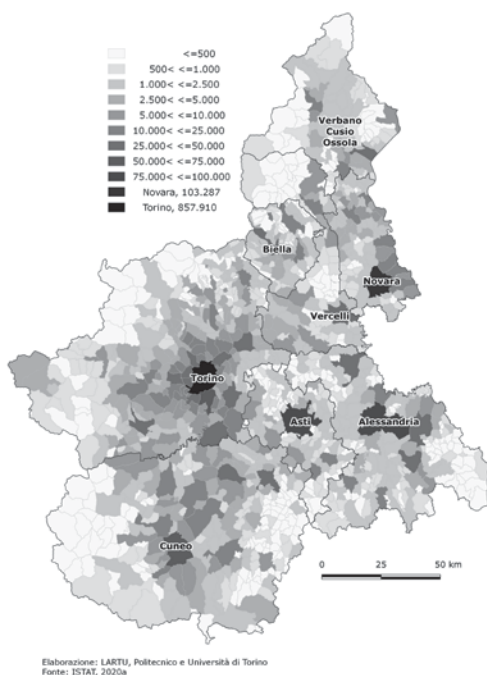 <=500
500< <=1.000
1.000< <=2.500
2.500< <=5.000
5.000< <=10.000
10.000< <=25.000
25.000< <=50.000
50.000< <=75.000
75.000< <=100.000
Novara, 103.287
Torino, 857.910
Verbano
Cusio
Ossola
Biella
Novara
Vercelli
Torino
Asti
Alessandria
Cuneo
0 25 50 km
Elaborazione: LARTU, Politecnico e Università di Torino
Fonte: ISTAT, 2020a